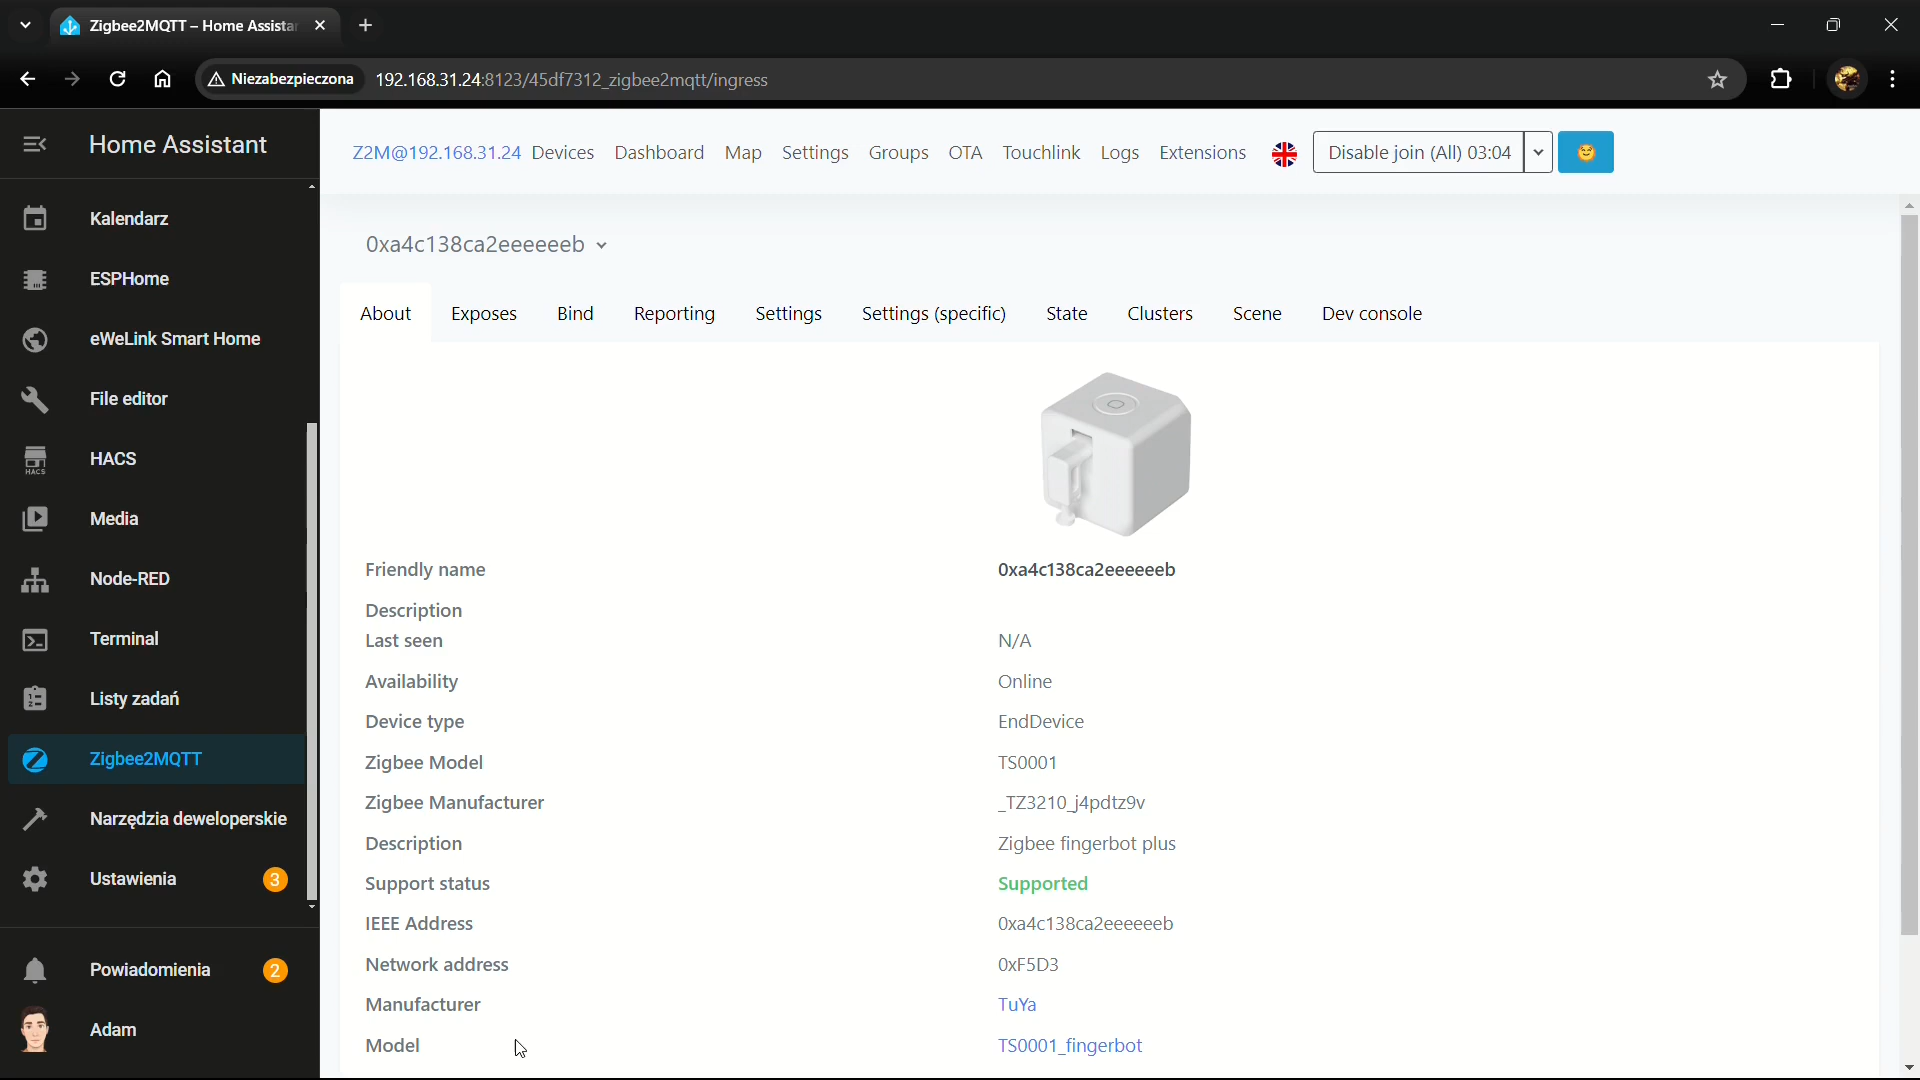 Zigbee2MQTT – Home Assista
Niezabezpieczona
192.168.31.24:8123/45df7312_zigbee2mqtt/ingress
Home Assistant
Kalendarz
ESPHome
eWeLink Smart Home
File editor
HACS
HACS
Media
Node-RED
Terminal
Listy zadań
Zigbee2MQTT
Narzędzia deweloperskie
Ustawienia 3
Powiadomienia 2
Adam
Z2M@192.168.31.24 Devices Dashboard Map Settings Groups OTA Touchlink Logs Extensions Disable join (All) 03:04
0xa4c138ca2eeeeeeb
About Exposes Bind Reporting Settings Settings (specific) State Clusters Scene Dev console
Friendly name 0xa4c138ca2eeeeeeb
Description
Last seen N/A
Availability Online
Device type EndDevice
Zigbee Model TS0001
Zigbee Manufacturer _TZ3210_j4pdtz9v
Description Zigbee fingerbot plus
Support status Supported
IEEE Address 0xa4c138ca2eeeeeeb
Network address 0xF5D3
Manufacturer TuYa
Model TS0001_fingerbot